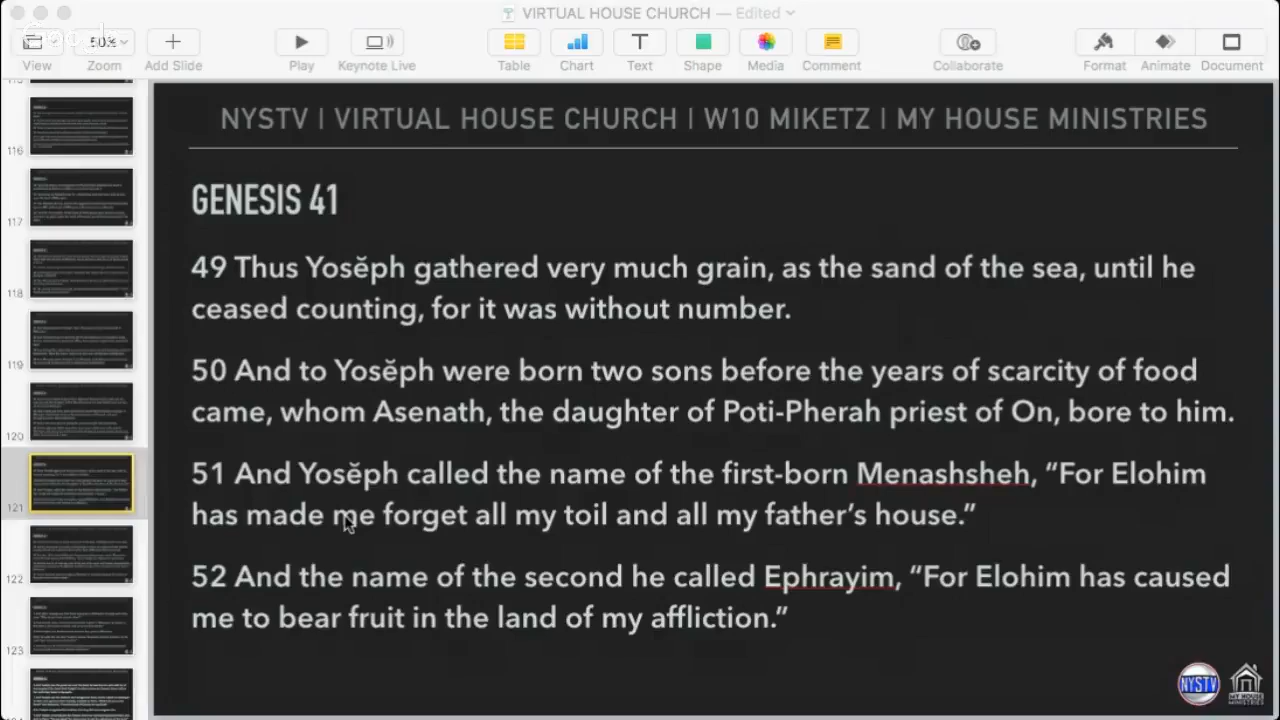 VIRTUAL HOUSE CHURCH — Edited
50%
View
Zoom
Add Slide
Play
Keynote Live
Table
Chart
Text
Shape
Media
Comment
Collaborate
Format
Animate
Document
116
117
118
119
120
121
122
123
NYSTV VIRTUAL HOUSE CHURCH | WK 10 MIKETZ | MY HOUSE MINISTRIES
GENESIS 41
49 Thus Yosĕph gathered very much grain, as the sand of the sea, until he
ceased counting, for it was without number.
50 And to Yosĕph were born two sons before the years of scarcity of food
came, whom Asenath, the daughter of Poti-Pherah priest of On, bore to him.
51 And Yosĕph called the name of the first-born Menashsheh, “For Elohim
has made me forget all my toil and all my father’s house.”
52 And the name of the second he called Ephrayim, “For Elohim has caused
me to bear fruit in the land of my affliction.”
NYSTV
MY HOUSE
MINISTRIES